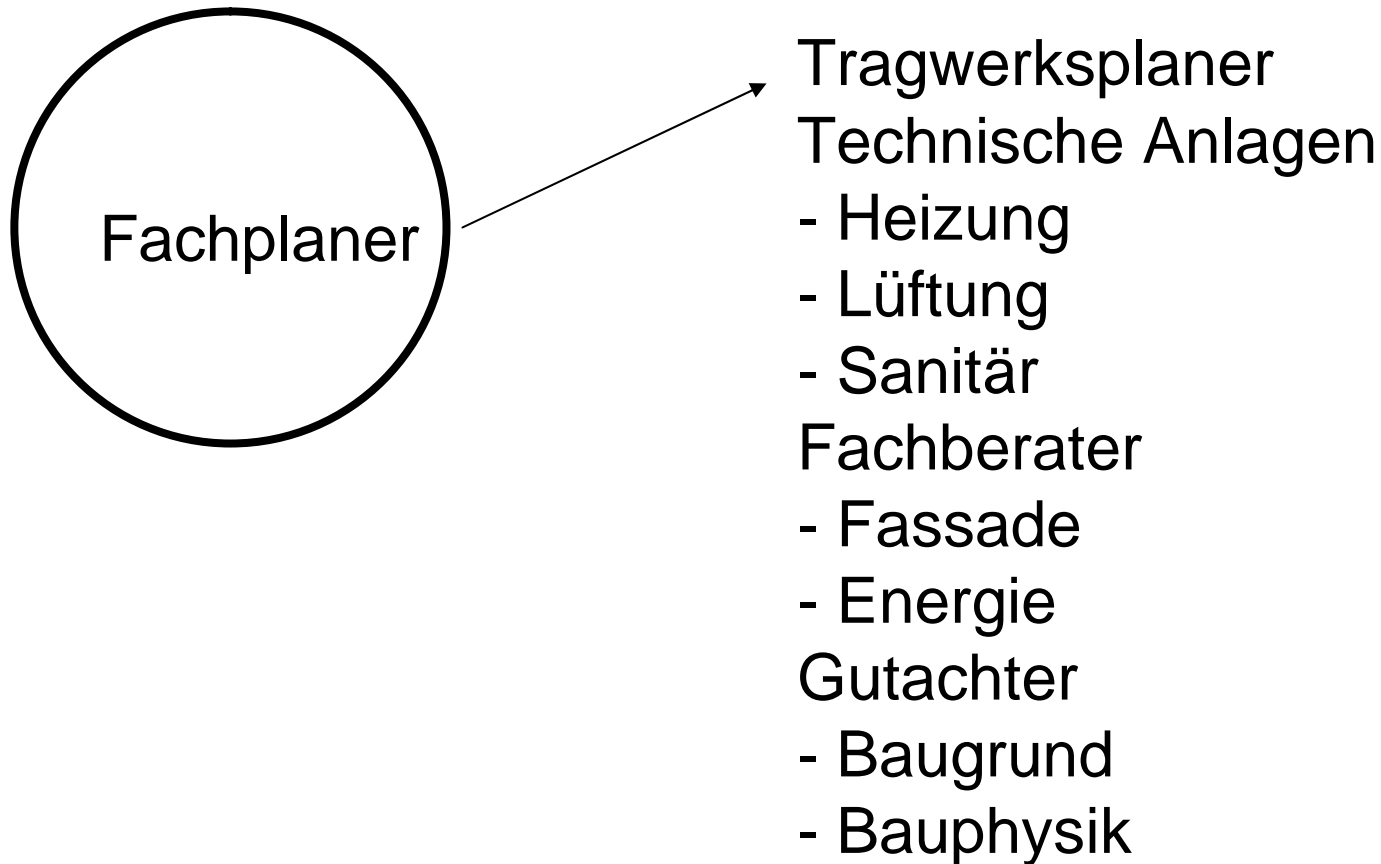 Fachplaner
Tragwerksplaner
Technische Anlagen
- Heizung
- Lüftung
- Sanitär
Fachberater
- Fassade
- Energie
Gutachter
- Baugrund
- Bauphysik